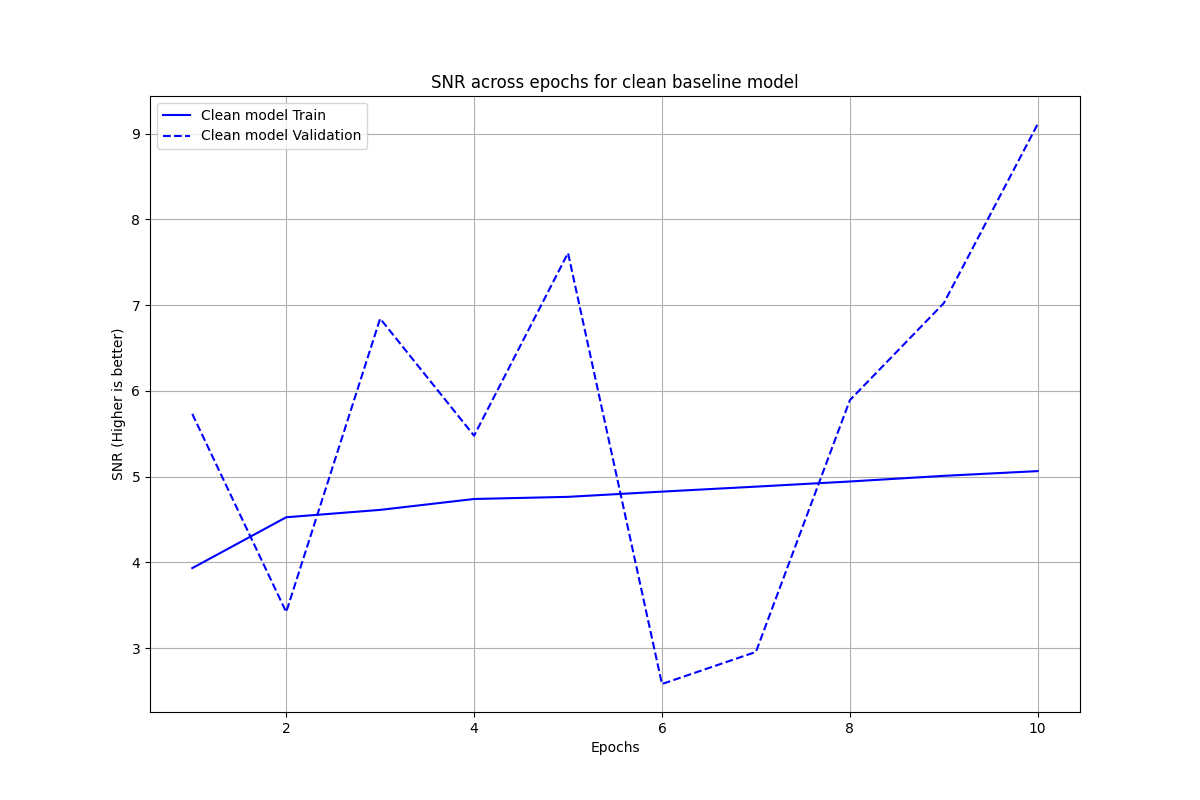 SNR across epochs for clean baseline model
Clean model Train
Clean model Validation
9
8
7
6
5
4
3
SNR (Higher is better)
2
4
6
8
10
Epochs